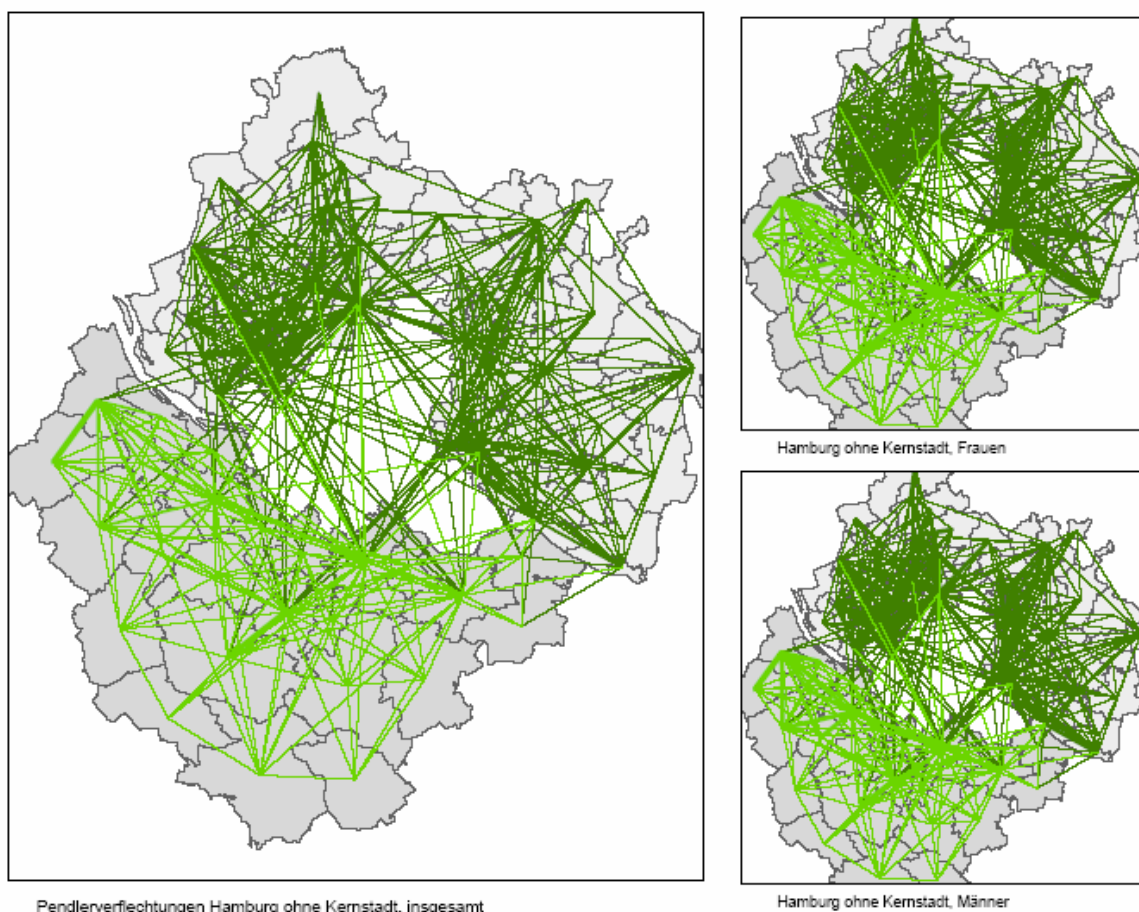 Hamburg ohne Kernstadt, Frauen
Pendlerverflechtungen Hamburg ohne Kernstadt, insgesamt
Hamburg ohne Kernstadt, Männer